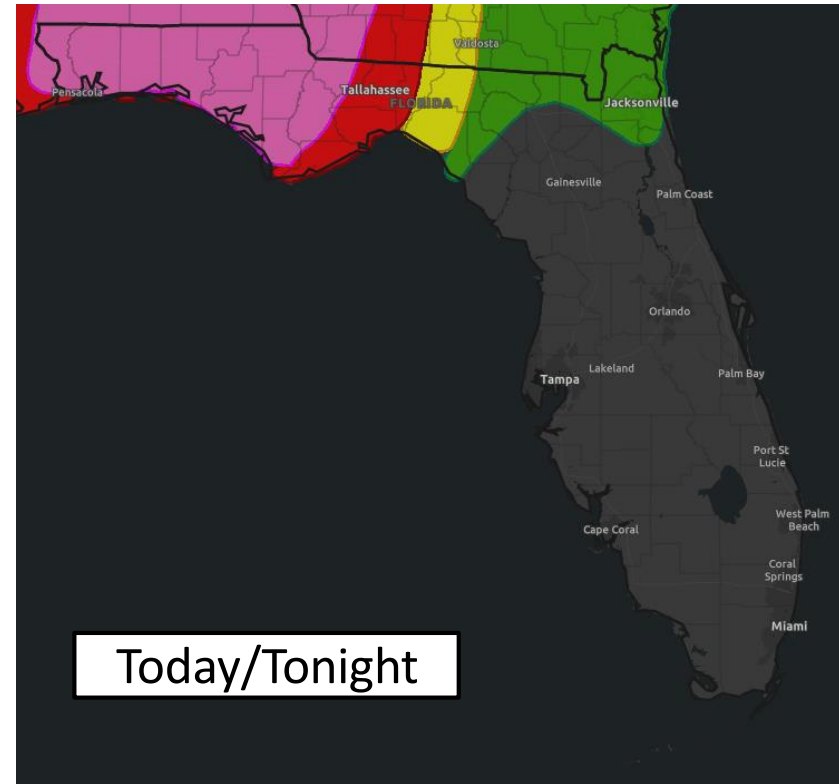 Valdosta
Pensacola
Tallahassee
FLORIDA
Jacksonville
Gainesville
Palm Coast
Orlando
Lakeland
Tampa
Palm Bay
Port St
Lucie
West Palm
Beach
Cape Coral
Coral
Springs
Miami
Today/Tonight